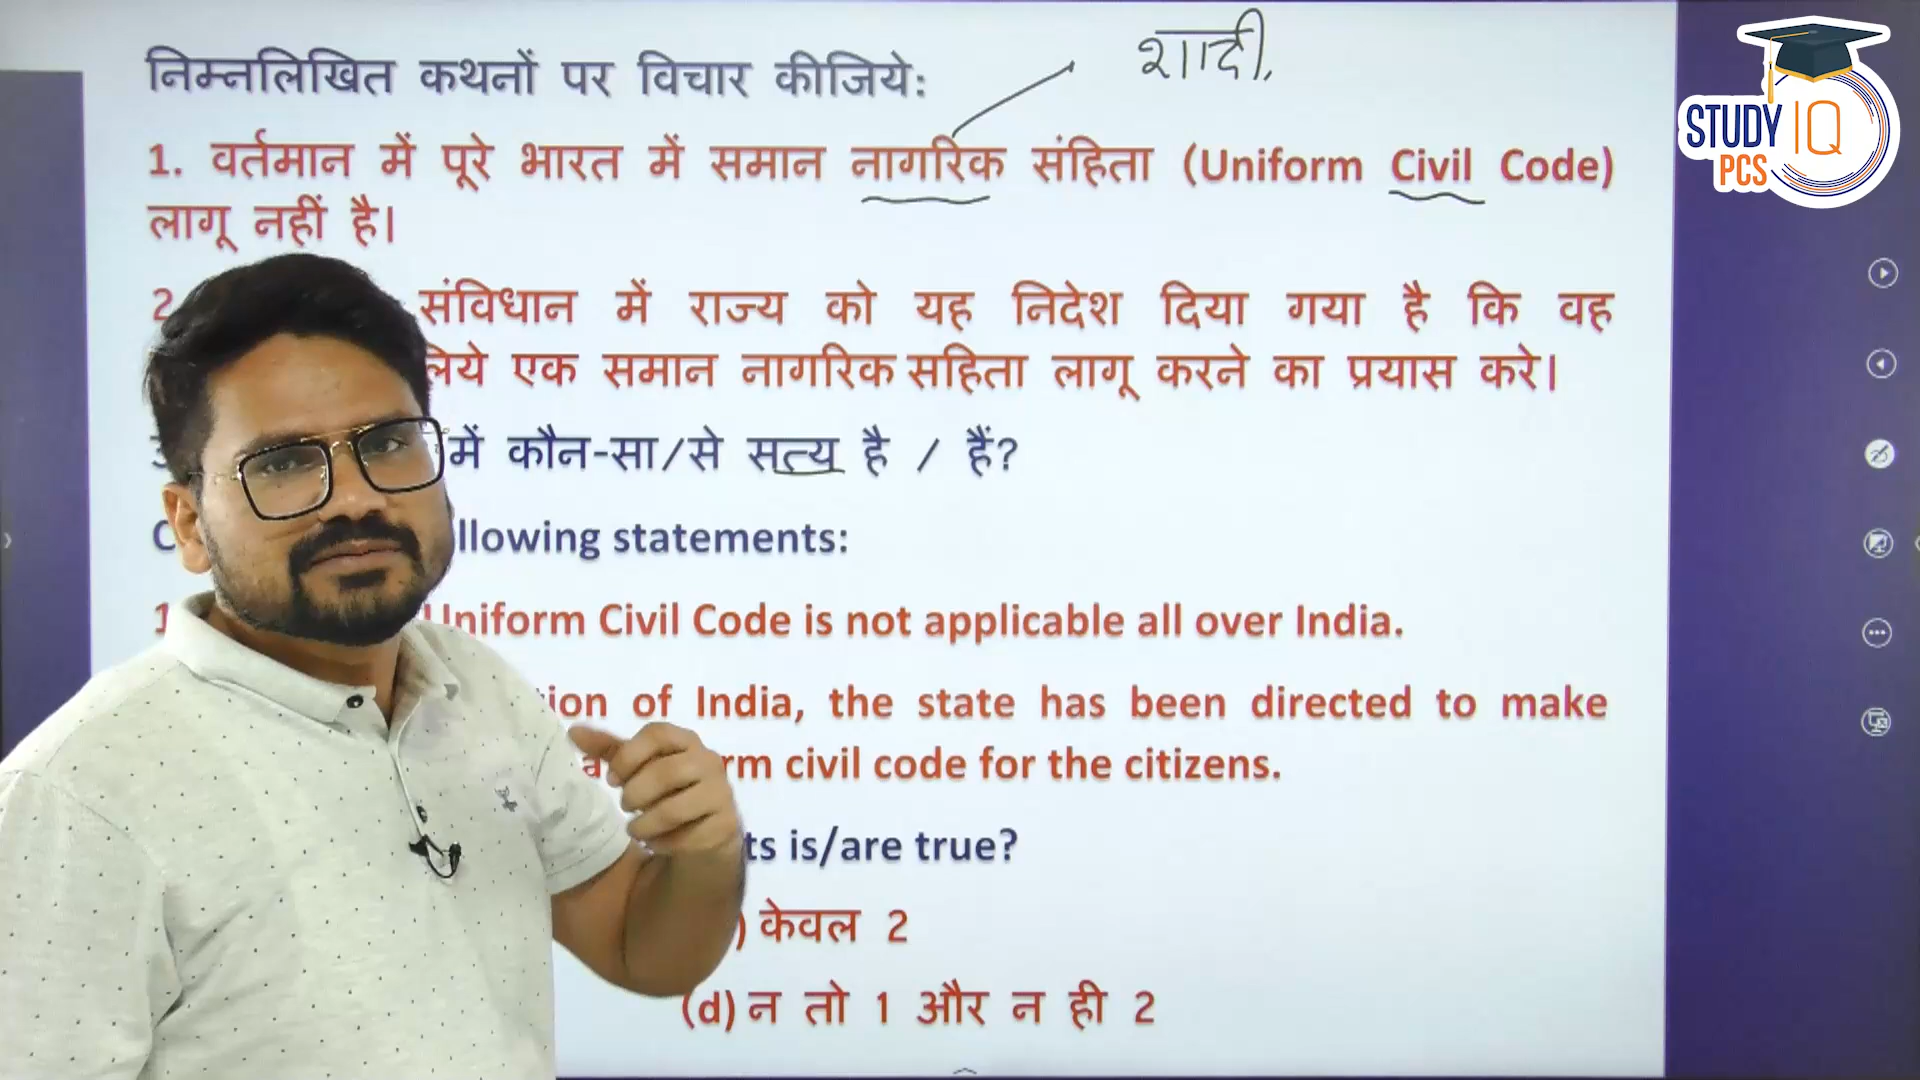 शादी,
निम्नलिखित कथनों पर विचार कीजिये:
STUDY IQ
PCS
1. वर्तमान में पूरे भारत में समान नागरिक संहिता (Uniform Civil Code)
लागू नहीं है।
2 संविधान में राज्य को यह निदेश दिया गया है कि वह
लिये एक समान नागरिक सहिता लागू करने का प्रयास करे।
में कौन-सा/से सत्य है / हैं?
llowing statements:
1 Uniform Civil Code is not applicable all over India.
tion of India, the state has been directed to make
a rm civil code for the citizens.
ts is/are true?
) केवल 2
(d) न तो 1 और न ही 2